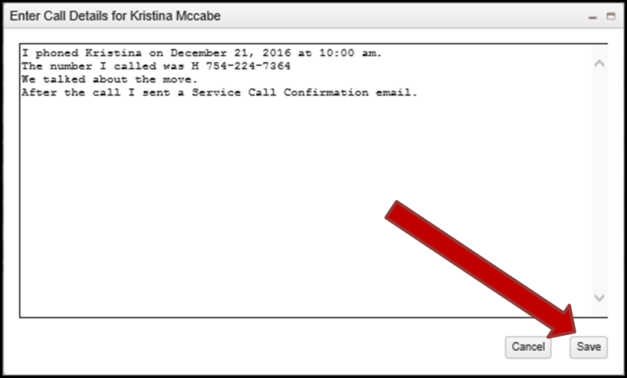 Enter Call Details for Kristina Mccabe
I phoned Kristina on December 21, 2016 at 10:00 am.
The number I called was H 754-224-7364
We talked about the move.
After the call I sent a Service Call Confirmation email.
Cancel Save